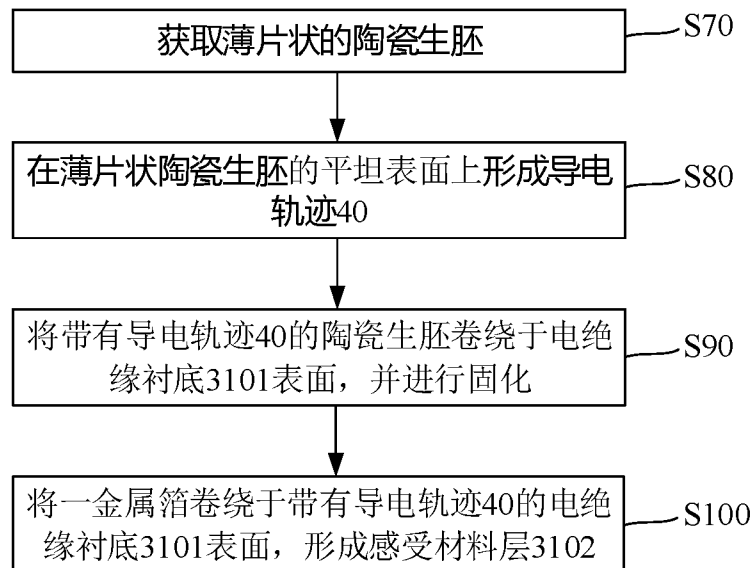 获取薄片状的陶瓷生胚
S70
在薄片状陶瓷生胚的平坦表面上形成导电
轨迹40
S80
将带有导电轨迹40的陶瓷生胚卷绕于电绝
缘衬底3101表面，并进行固化
S90
将一金属箔卷绕于带有导电轨迹40的电绝
缘衬底3101表面，形成感受材料层3102
S100